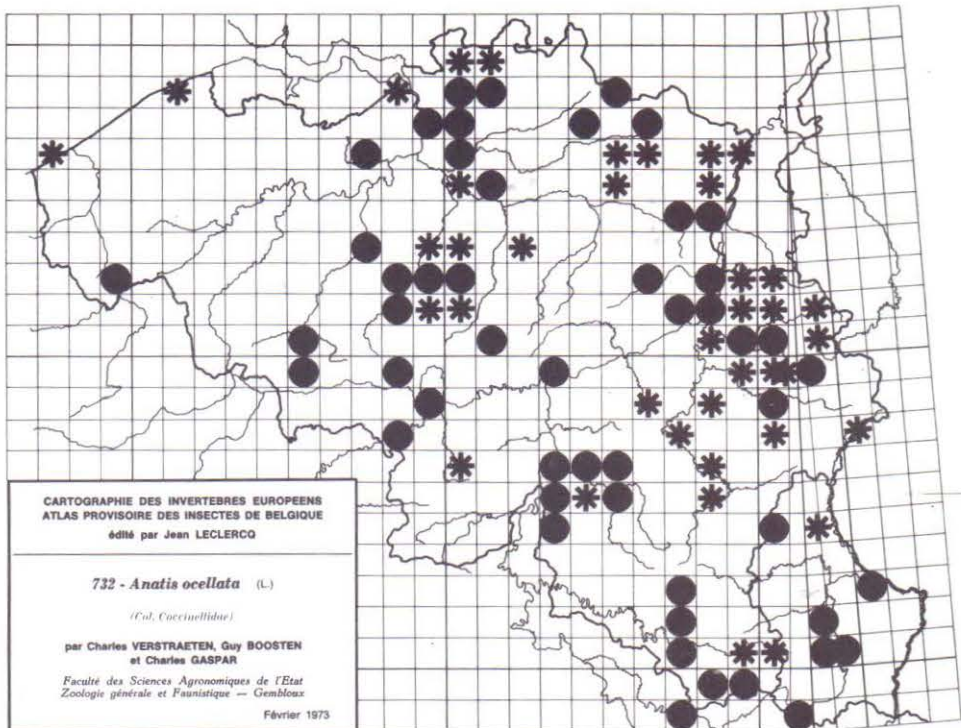 CARTOGRAPHIE DES INVERTEBRES EUROPEENS
ATLAS PROVISOIRE DES INSECTES DE BELGIQUE
édité par Jean LECLERCQ
732 - Anatis ocellata (L.)
(Col. Coccinellidae)
par Charles VERSTRAETEN, Guy BOOSTEN
et Charles GASPAR
Faculté des Sciences Agronomiques de l'Etat
Zoologie générale et Faunistique — Gembloux
Février 1973